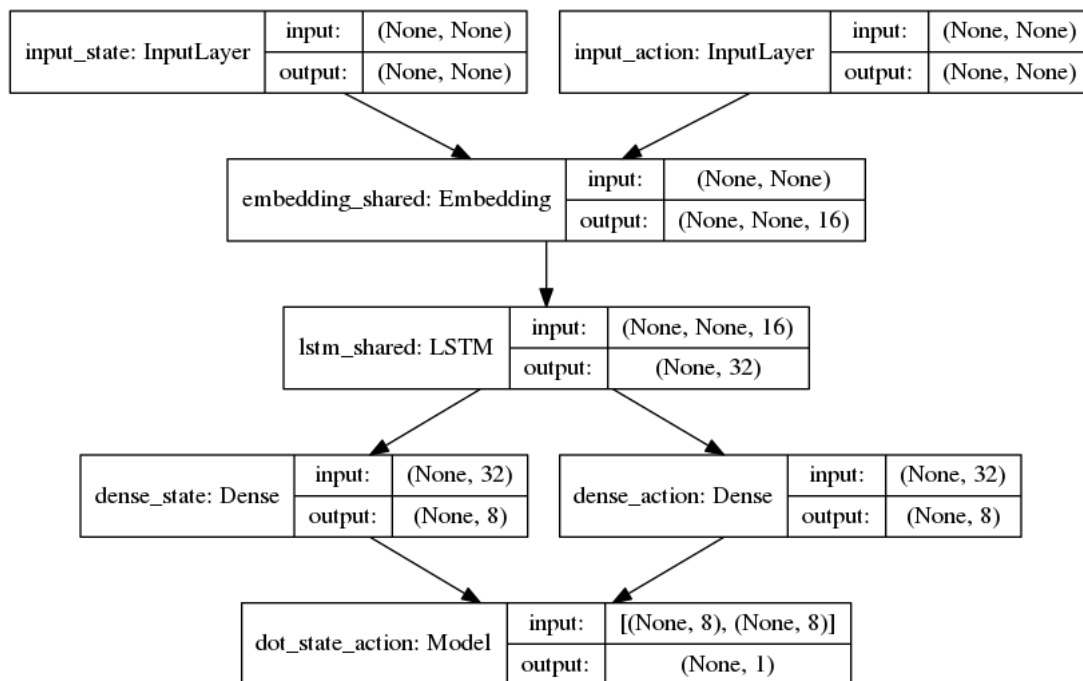 input_state: InputLayer
input: (None, None)
output: (None, None)
input_action: InputLayer
input: (None, None)
output: (None, None)
embedding_shared: Embedding
input: (None, None)
output: (None, None, 16)
lstm_shared: LSTM
input: (None, None, 16)
output: (None, 32)
dense_state: Dense
input: (None, 32)
output: (None, 8)
dense_action: Dense
input: (None, 32)
output: (None, 8)
dot_state_action: Model
input: [(None, 8), (None, 8)]
output: (None, 1)